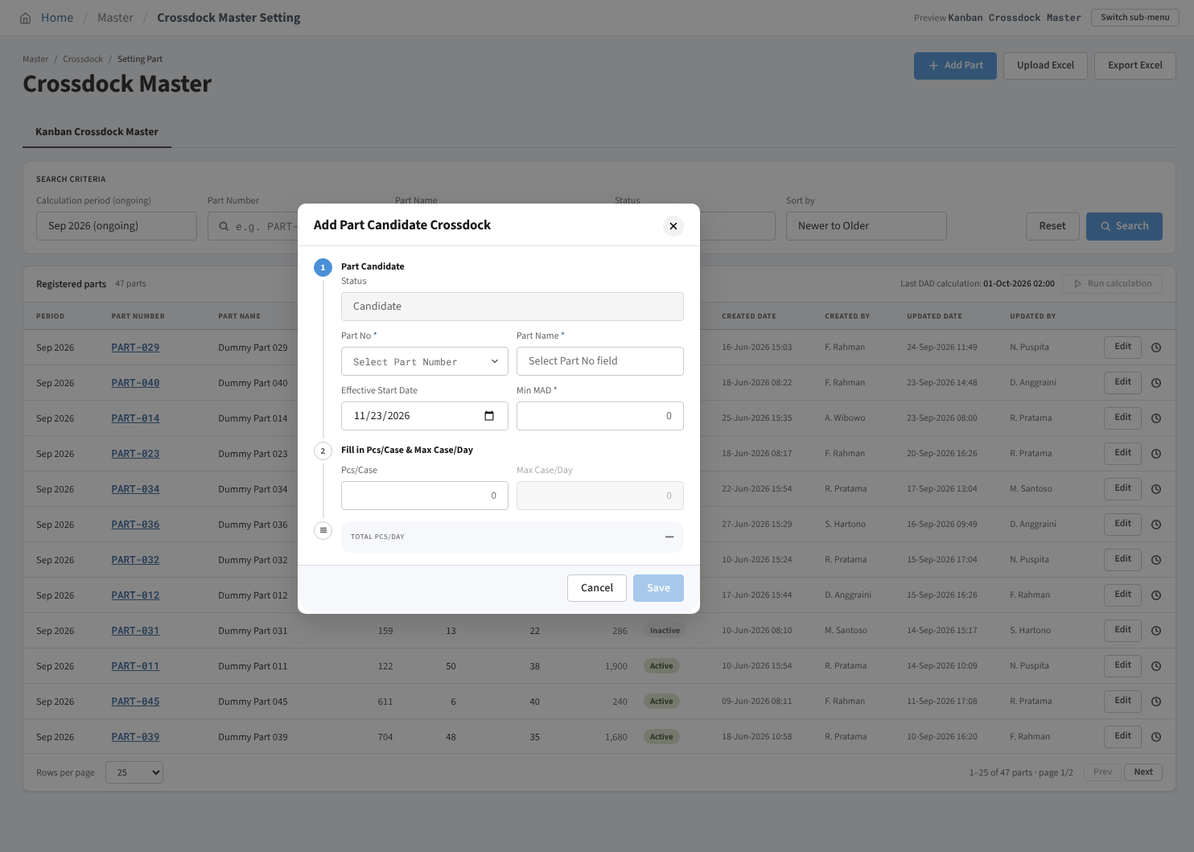 Home / Master / Crossdock Master Setting
Preview Kanban Crossdock Master Switch sub-menu
Master / Crossdock / Setting Part
Crossdock Master
Add Part Upload Excel Export Excel
Kanban Crossdock Master
SEARCH CRITERIA
Calculation period (ongoing) Part Number Part Name Status Sort by
Sep 2026 (ongoing) e.g. PART- Newer to Older Reset Search
Registered parts 47 parts Last DAD calculation: 01-Oct-2026 02:00 Run calculation
PERIOD PART NUMBER PART NAME CREATED DATE CREATED BY UPDATED DATE UPDATED BY
Sep 2026 PART-029 Dummy Part 029 16-Jun-2026 15:03 F. Rahman 24-Sep-2026 11:49 N. Puspita Edit
Sep 2026 PART-040 Dummy Part 040 18-Jun-2026 08:22 F. Rahman 23-Sep-2026 14:48 D. Anggraini Edit
Sep 2026 PART-014 Dummy Part 014 25-Jun-2026 15:35 A. Wibowo 23-Sep-2026 08:00 R. Pratama Edit
Sep 2026 PART-023 Dummy Part 023 18-Jun-2026 08:17 F. Rahman 20-Sep-2026 16:26 R. Pratama Edit
Sep 2026 PART-034 Dummy Part 034 22-Jun-2026 15:54 R. Pratama 17-Sep-2026 13:04 M. Santoso Edit
Sep 2026 PART-036 Dummy Part 036 27-Jun-2026 15:29 S. Hartono 16-Sep-2026 09:49 D. Anggraini Edit
Sep 2026 PART-032 Dummy Part 032 10-Jun-2026 15:24 R. Pratama 15-Sep-2026 17:04 N. Puspita Edit
Sep 2026 PART-012 Dummy Part 012 17-Jun-2026 15:44 D. Anggraini 15-Sep-2026 16:26 F. Rahman Edit
Sep 2026 PART-031 Dummy Part 031 159 13 22 286 Inactive 10-Jun-2026 08:10 M. Santoso 14-Sep-2026 15:17 S. Hartono Edit
Sep 2026 PART-011 Dummy Part 011 122 50 38 1,900 Active 10-Jun-2026 15:54 R. Pratama 14-Sep-2026 10:09 N. Puspita Edit
Sep 2026 PART-045 Dummy Part 045 611 6 40 240 Active 09-Jun-2026 08:11 F. Rahman 11-Sep-2026 17:08 R. Pratama Edit
Sep 2026 PART-039 Dummy Part 039 704 48 35 1,680 Active 18-Jun-2026 10:58 R. Pratama 10-Sep-2026 16:20 F. Rahman Edit
Rows per page 25 1–25 of 47 parts · page 1/2 Prev Next
Add Part Candidate Crossdock
1 Part Candidate
Status
Candidate
Part No * Part Name *
Select Part Number Select Part No field
Effective Start Date Min MAD *
11/23/2026 0
2 Fill in Pcs/Case & Max Case/Day
Pcs/Case Max Case/Day
0 0
TOTAL PCS/DAY —
Cancel Save